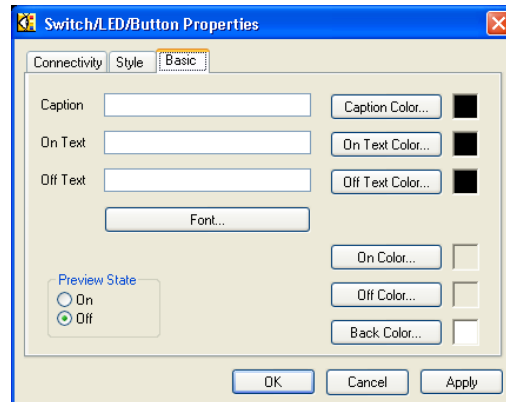 Switch/LED/Button Properties
Connectivity Style Basic
Caption Caption Color...
On Text On Text Color...
Off Text Off Text Color...
Font...
On Color...
Preview State
On
Off Color...
Off
Back Color...
OK Cancel Apply